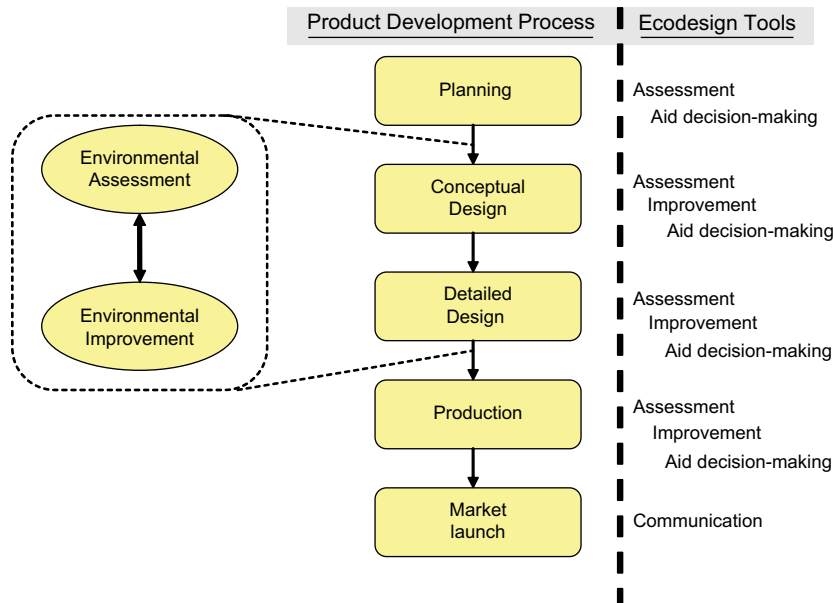 Product Development Process
Ecodesign Tools
Planning
Assessment
Aid decision-making
Environmental
Assessment
Conceptual
Design
Assessment
Improvement
Aid decision-making
Environmental
Improvement
Detailed
Design
Assessment
Improvement
Aid decision-making
Production
Assessment
Improvement
Aid decision-making
Market
launch
Communication